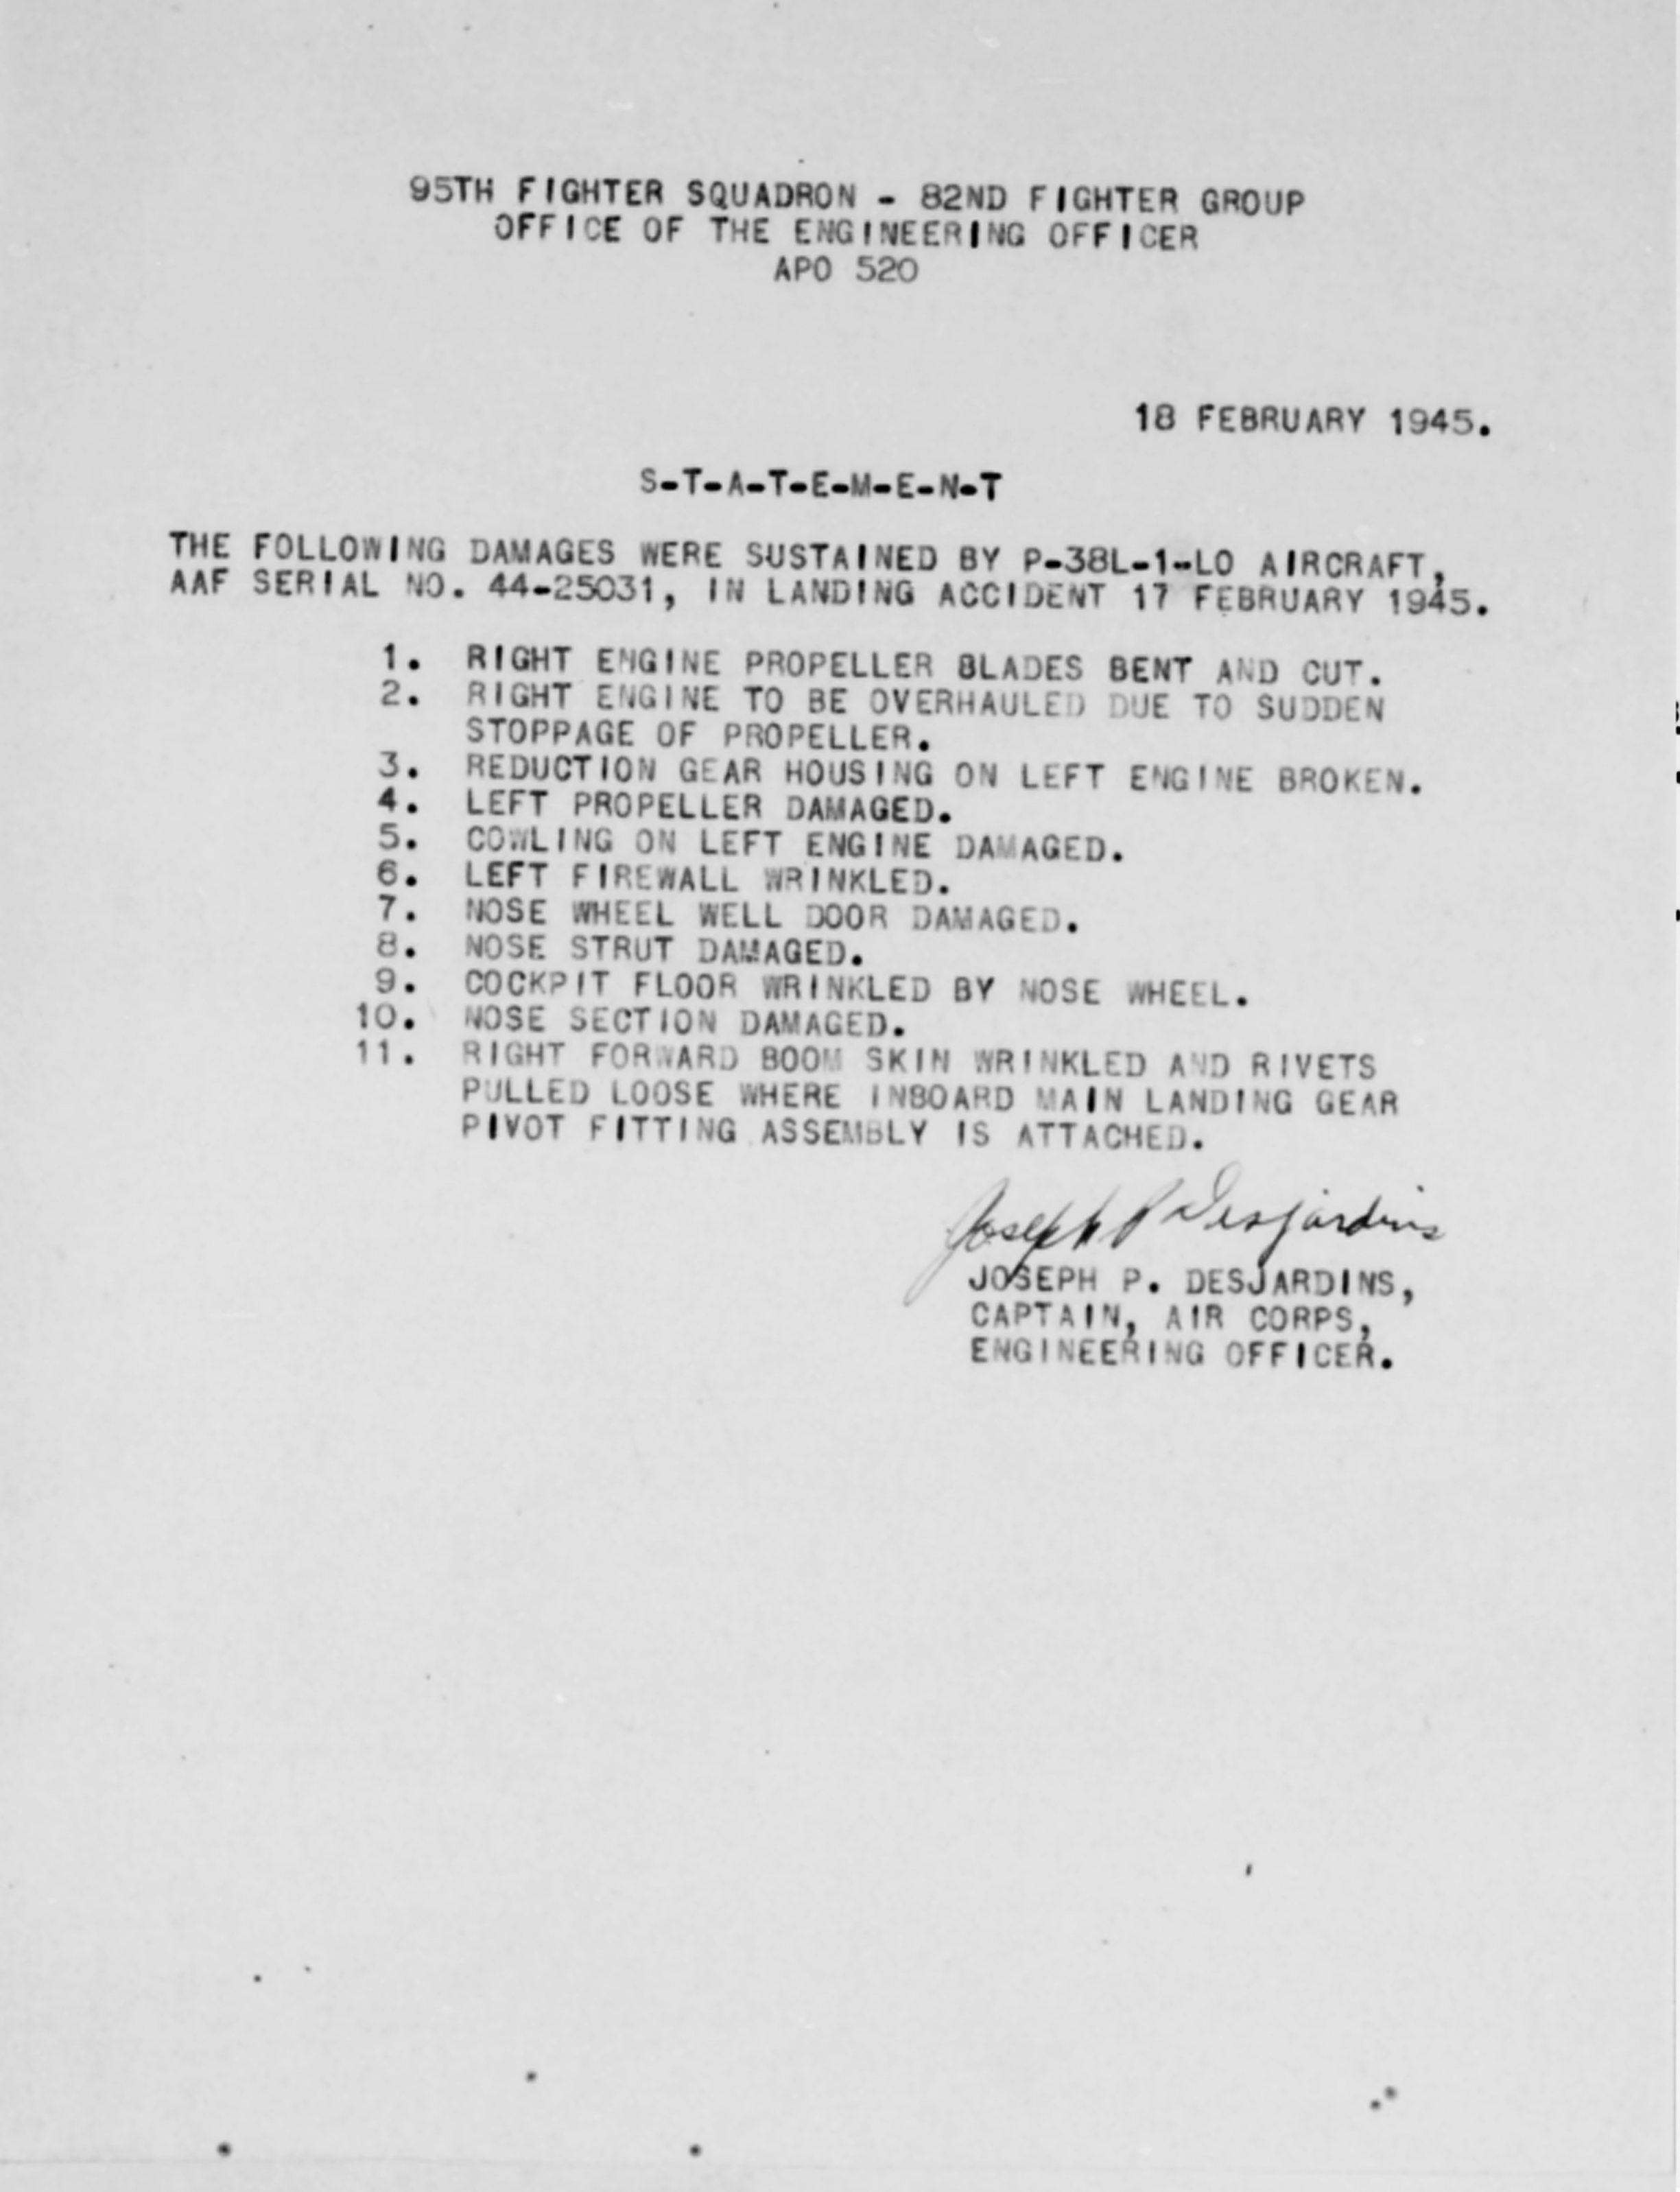 95TH FIGHTER SQUADRON - 82ND FIGHTER GROUP
OFFICE OF THE ENGINEERING OFFICER
APO 520
18 FEBRUARY 1945.
S-T-A-T-E-M-E-N-T
THE FOLLOWING DAMAGES WERE SUSTAINED BY P-38L-1-LO AIRCRAFT,
AAF SERIAL NO. 44-25031, IN LANDING ACCIDENT 17 FEBRUARY 1945.
1. RIGHT ENGINE PROPELLER BLADES BENT AND CUT.
2. RIGHT ENGINE TO BE OVERHAULED DUE TO SUDDEN
STOPPAGE OF PROPELLER.
3. REDUCTION GEAR HOUSING ON LEFT ENGINE BROKEN.
4. LEFT PROPELLER DAMAGED.
5. COWLING ON LEFT ENGINE DAMAGED.
6. LEFT FIREWALL WRINKLED.
7. NOSE WHEEL WELL DOOR DAMAGED.
8. NOSE STRUT DAMAGED.
9. COCKPIT FLOOR WRINKLED BY NOSE WHEEL.
10. NOSE SECTION DAMAGED.
11. RIGHT FORWARD BOOM SKIN WRINKLED AND RIVETS
PULLED LOOSE WHERE INBOARD MAIN LANDING GEAR
PIVOT FITTING ASSEMBLY IS ATTACHED.
Joseph P Desjardins
JOSEPH P. DESJARDINS,
CAPTAIN, AIR CORPS,
ENGINEERING OFFICER.